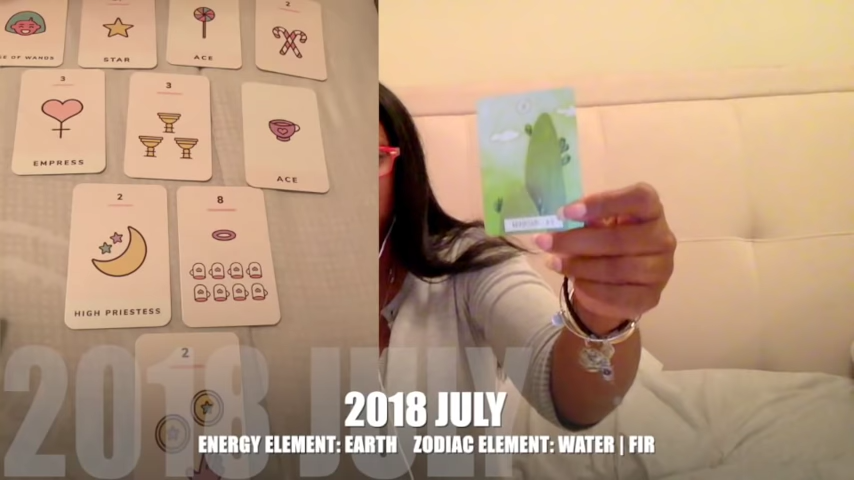 E OF WANDS
STAR
ACE
2
3
EMPRESS
3
ACE
2
HIGH PRIESTESS
8
2
2018 JULY
2018 JULY
ENERGY ELEMENT: EARTH ZODIAC ELEMENT: WATER | FIR